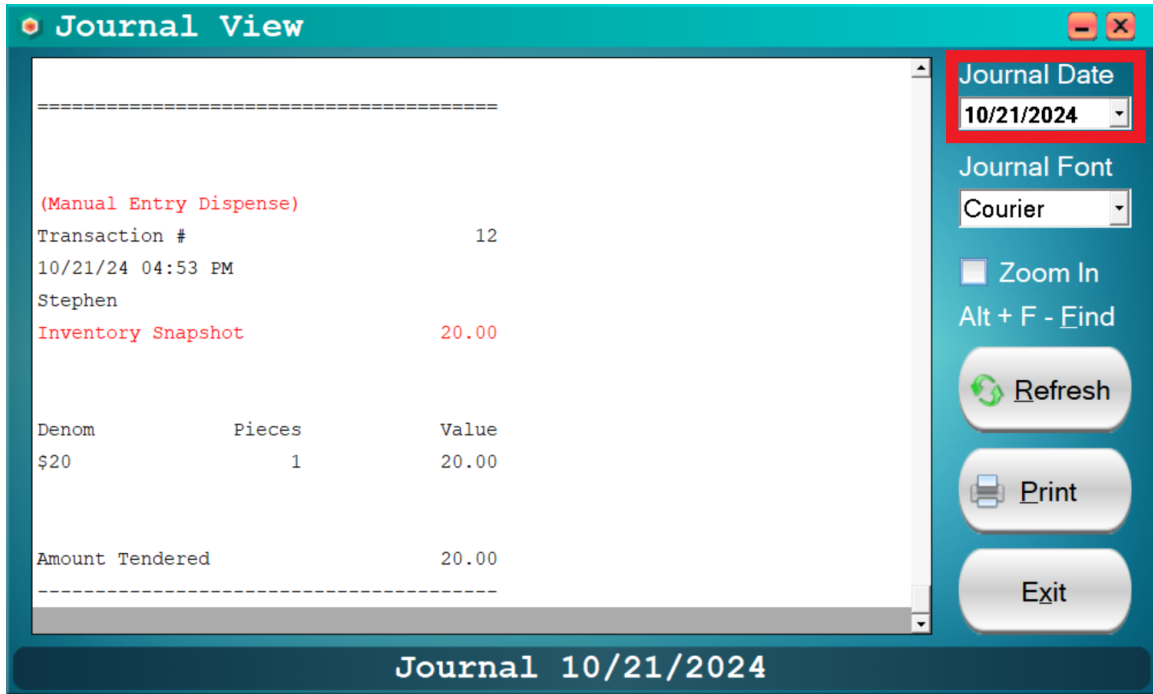 Journal View
========================================
(Manual Entry Dispense)
Transaction # 12
10/21/24 04:53 PM
Stephen
Inventory Snapshot 20.00
Denom Pieces Value
$20 1 20.00
Amount Tendered 20.00
----------------------------------------
Journal Date
10/21/2024
Journal Font
Courier
Zoom In
Alt + F - Find
Refresh
Print
Exit
Journal 10/21/2024